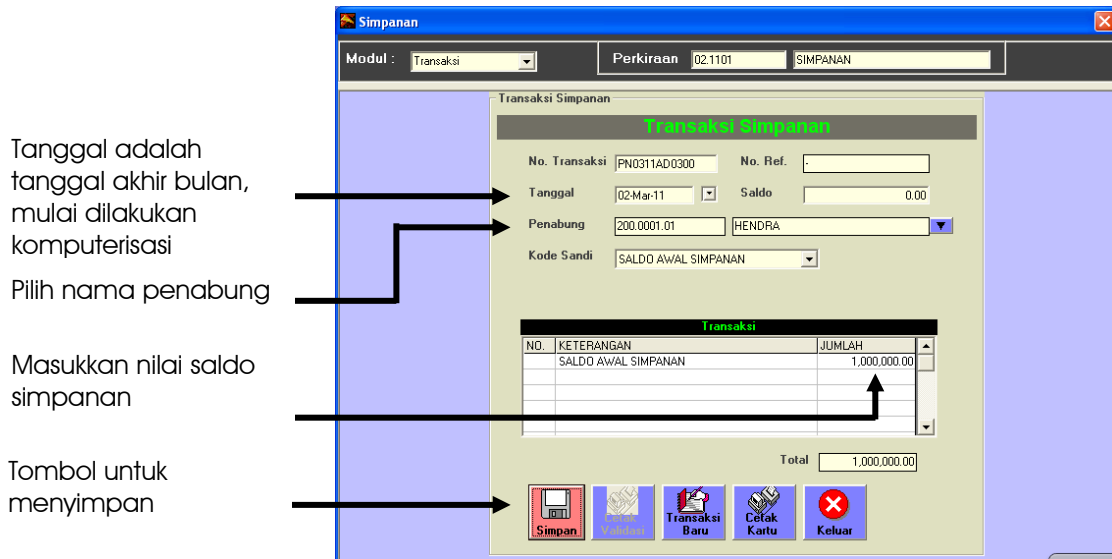 Simpanan
Modul : Transaksi Perkiraan 02.1101 SIMPANAN
Transaksi Simpanan
Transaksi Simpanan
No. Transaksi PN0311AD0300 No. Ref. -
Tanggal 02-Mar-11 Saldo 0.00
Penabung 200.0001.01 HENDRA
Kode Sandi SALDO AWAL SIMPANAN
Transaksi
NO. KETERANGAN JUMLAH
SALDO AWAL SIMPANAN 1,000,000.00
Total 1,000,000.00
Simpan
Cetak
Validasi
Transaksi
Baru
Cetak
Kartu
Keluar
Tanggal adalah
tanggal akhir bulan,
mulai dilakukan
komputerisasi
Pilih nama penabung
Masukkan nilai saldo
simpanan
Tombol untuk
menyimpan